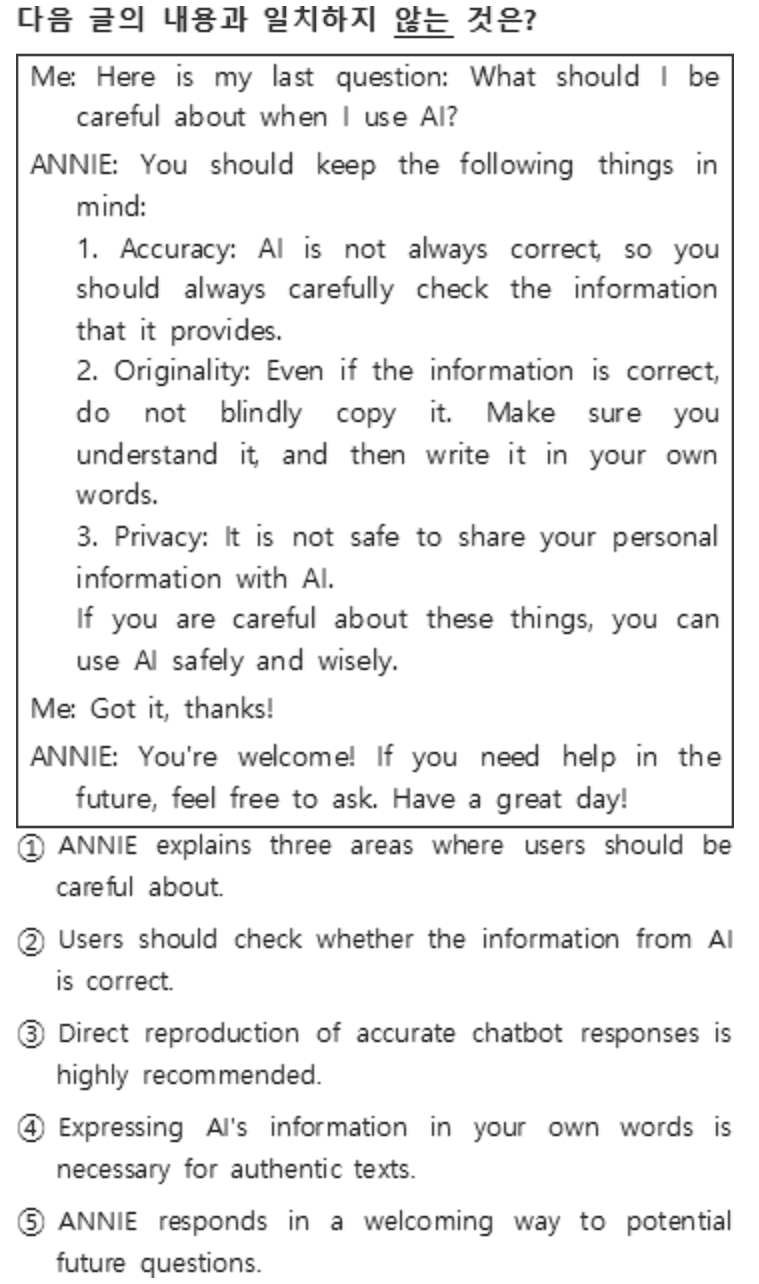 다음 글의 내용과 일치하지 않는 것은?
Me: Here is my last question: What should I be
careful about when I use AI?
ANNIE: You should keep the following things in
mind:
1. Accuracy: AI is not always correct, so you
should always carefully check the information
that it provides.
2. Originality: Even if the information is correct,
do not blindly copy it. Make sure you
understand it, and then write it in your own
words.
3. Privacy: It is not safe to share your personal
information with AI.
If you are careful about these things, you can
use AI safely and wisely.
Me: Got it, thanks!
ANNIE: You're welcome! If you need help in the
future, feel free to ask. Have a great day!
① ANNIE explains three areas where users should be
careful about.
② Users should check whether the information from AI
is correct.
③ Direct reproduction of accurate chatbot responses is
highly recommended.
④ Expressing AI's information in your own words is
necessary for authentic texts.
⑤ ANNIE responds in a welcoming way to potential
future questions.